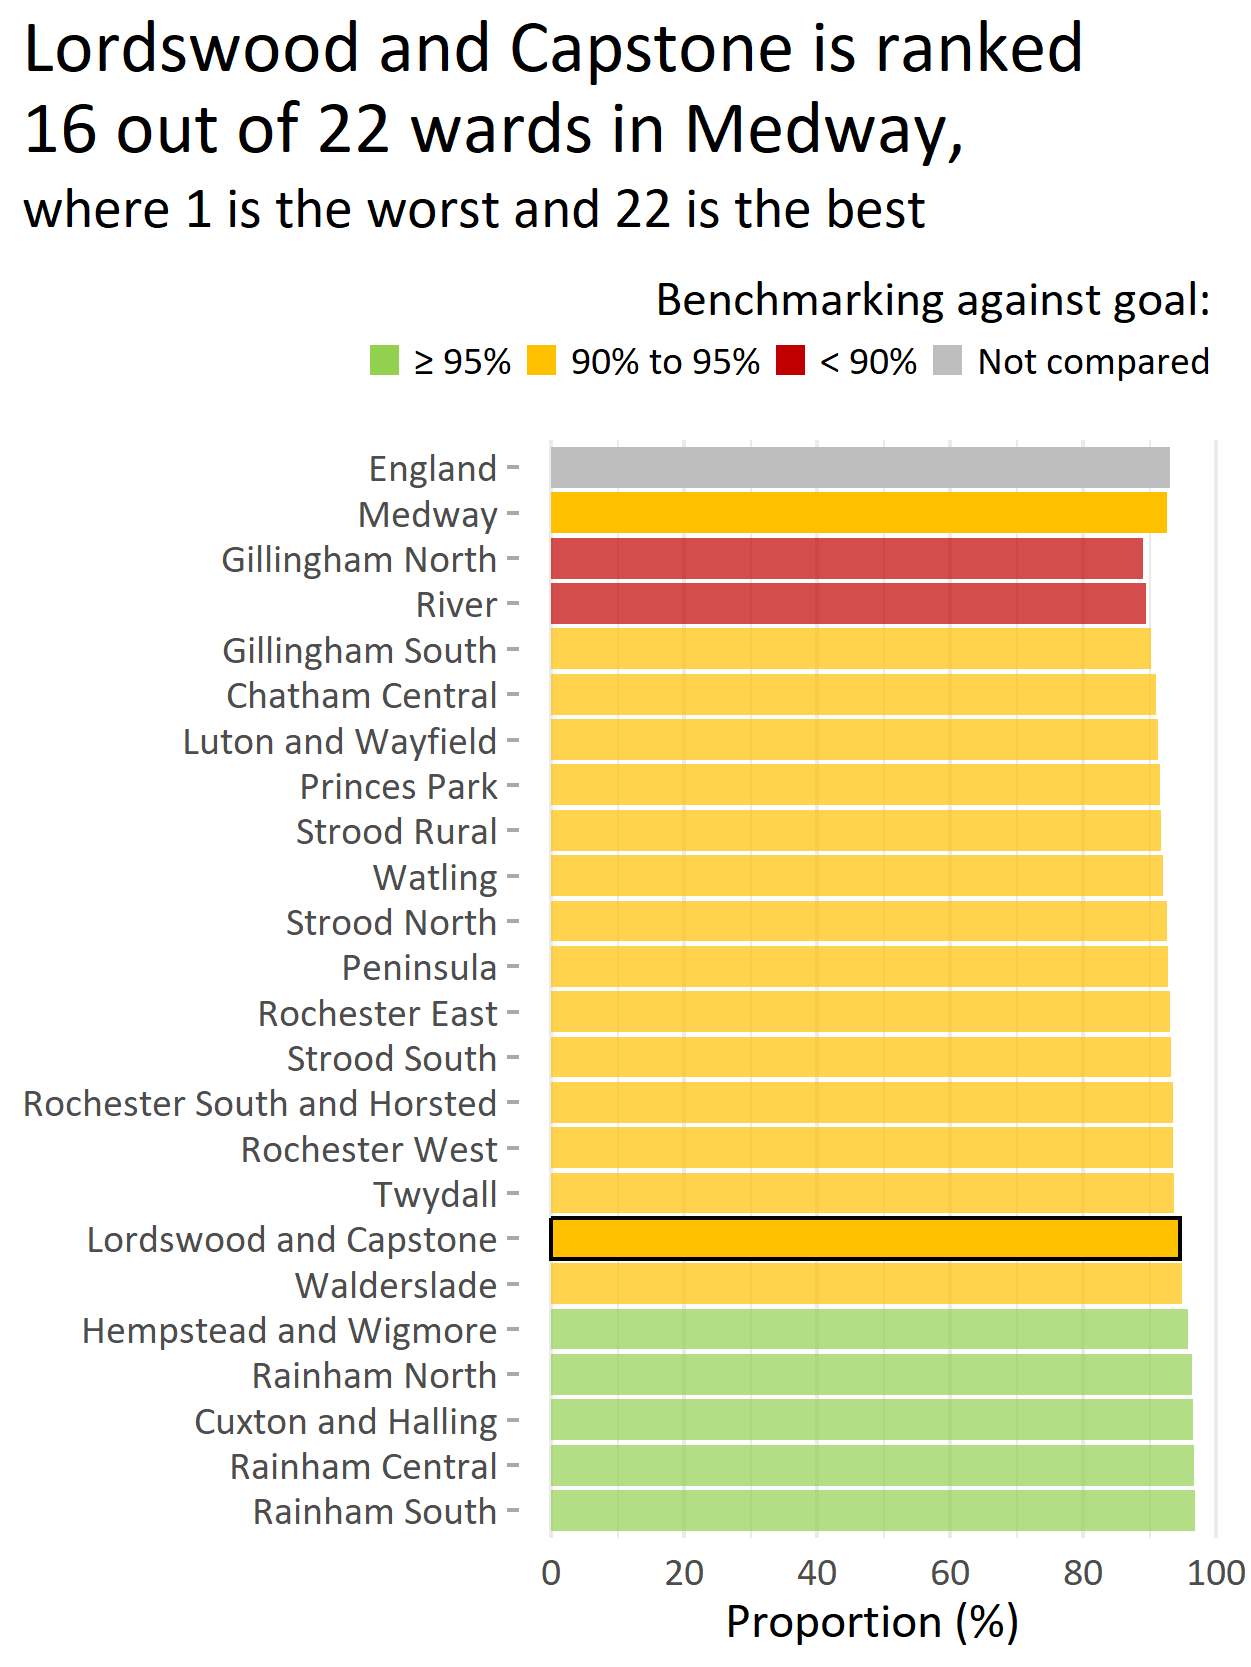 Lordswood and Capstone is ranked
16 out of 22 wards in Medway,
where 1 is the worst and 22 is the best
Benchmarking against goal:
≥ 95% 90% to 95% < 90% Not compared
England
Medway
Gillingham North
River
Gillingham South
Chatham Central
Luton and Wayfield
Princes Park
Strood Rural
Watling
Strood North
Peninsula
Rochester East
Strood South
Rochester South and Horsted
Rochester West
Twydall
Lordswood and Capstone
Walderslade
Hempstead and Wigmore
Rainham North
Cuxton and Halling
Rainham Central
Rainham South
0 20 40 60 80 100
Proportion (%)